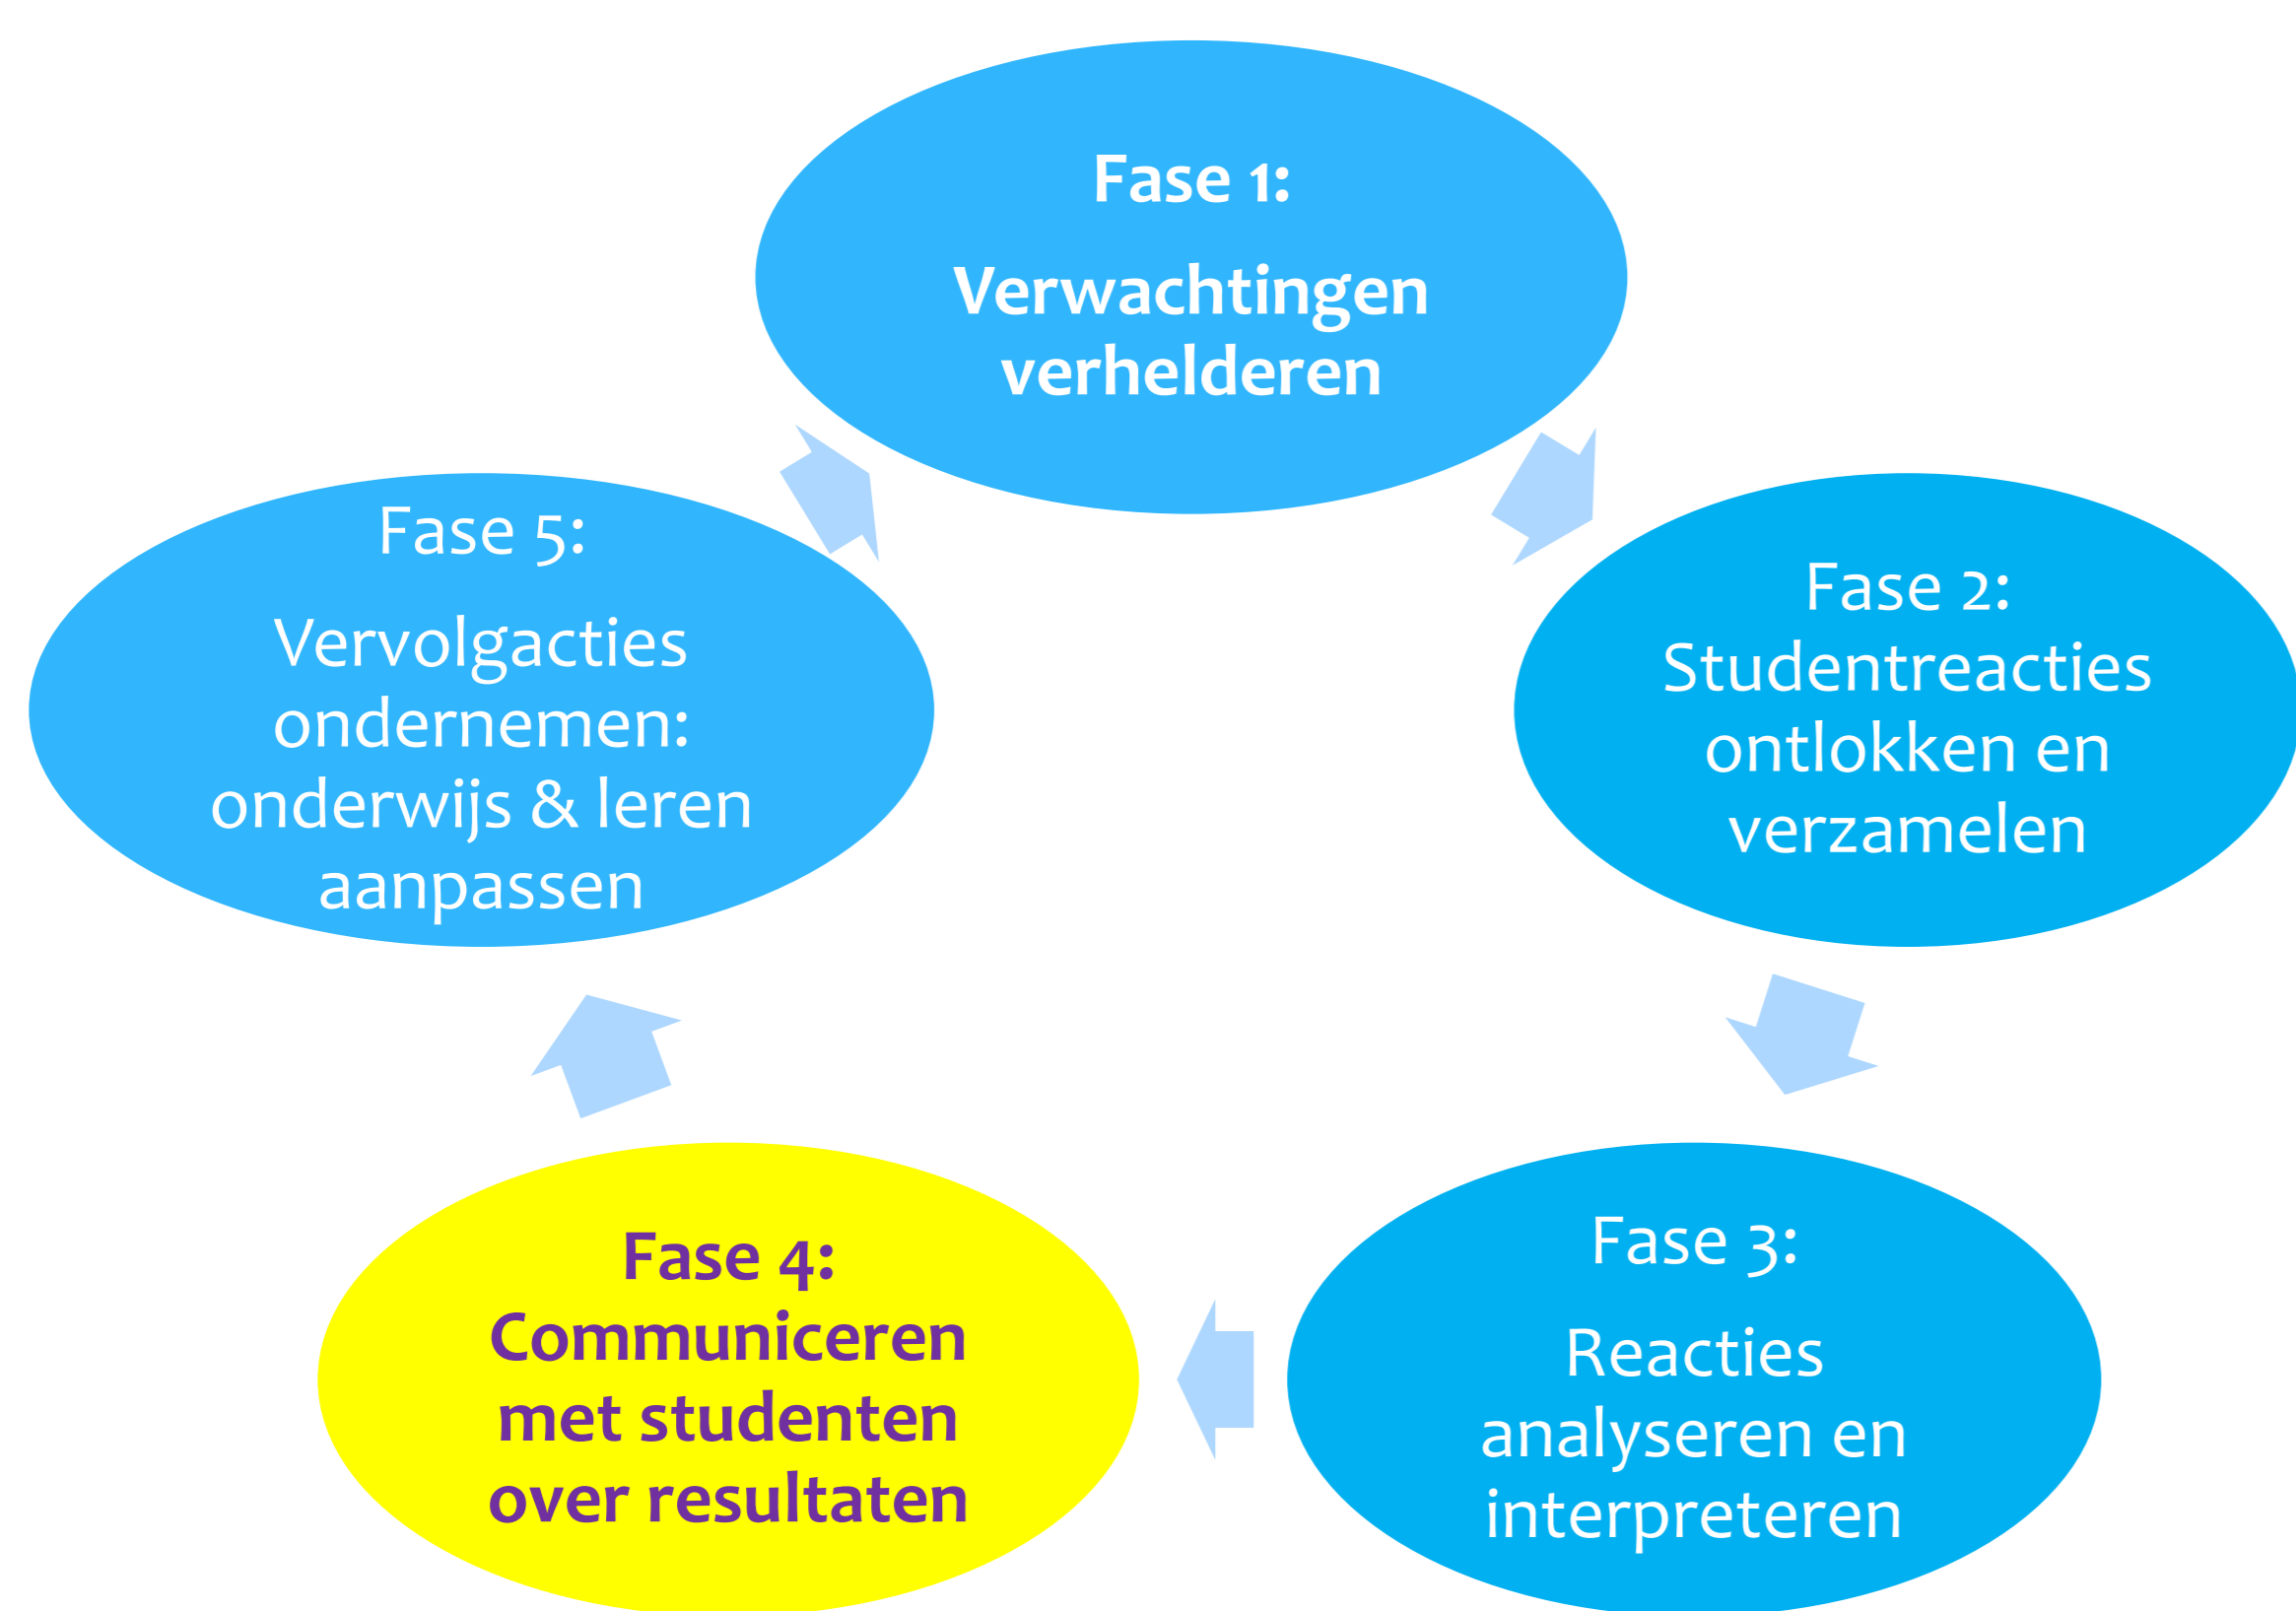 Fase 1:
Verwachtingen
verhelderen
Fase 2:
Studentreacties
ontlokken en
verzamelen
Fase 3:
Reacties
analyseren en
interpreteren
Fase 4:
Communiceren
met studenten
over resultaten
Fase 5:
Vervolgacties
ondernemen:
onderwijs & leren
aanpassen